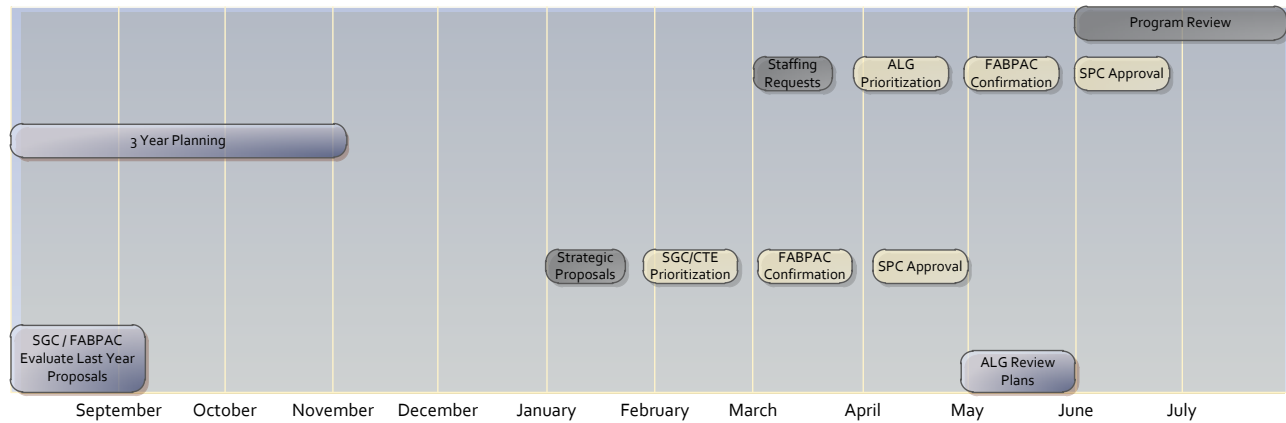 Program Review
Staffing
Requests
ALG
Prioritization
FABPAC
Confirmation
SPC Approval
3 Year Planning
Strategic
Proposals
SGC/CTE
Prioritization
FABPAC
Confirmation
SPC Approval
SGC / FABPAC
Evaluate Last Year
Proposals
ALG Review
Plans
September October November December January February March April May June July